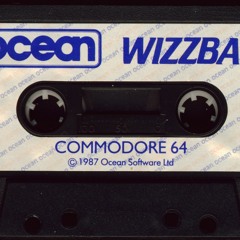 ocean WIZZBA
COMMODORE 64
© 1987 Ocean Software Ltd